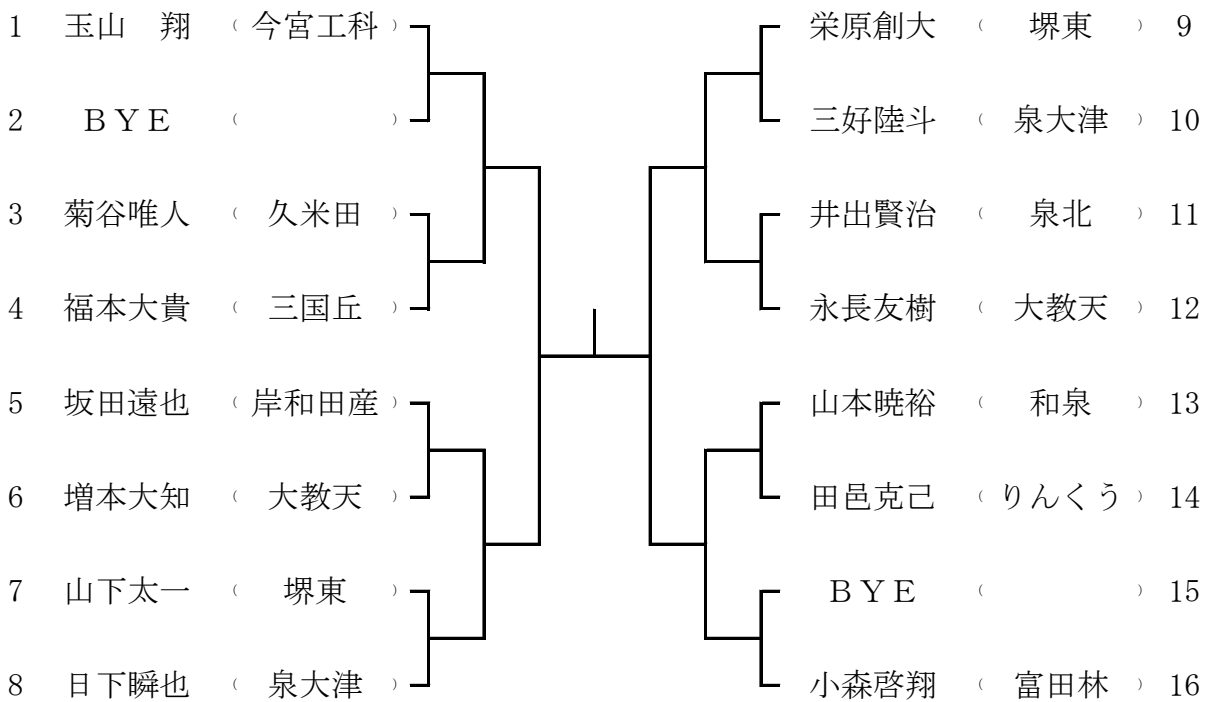 1 玉山　翔 （今宮工科）
2 ＢＹＥ （　　　）
3 菊谷唯人 （久米田）
4 福本大貴 （三国丘）
5 坂田遠也 （岸和田産）
6 増本大知 （大教天）
7 山下太一 （堺東）
8 日下瞬也 （泉大津）
栄原創大 （堺東） 9
三好陸斗 （泉大津） 10
井出賢治 （泉北） 11
永長友樹 （大教天） 12
山本暁裕 （和泉） 13
田邑克己 （りんくう） 14
ＢＹＥ （　　　） 15
小森啓翔 （富田林） 16